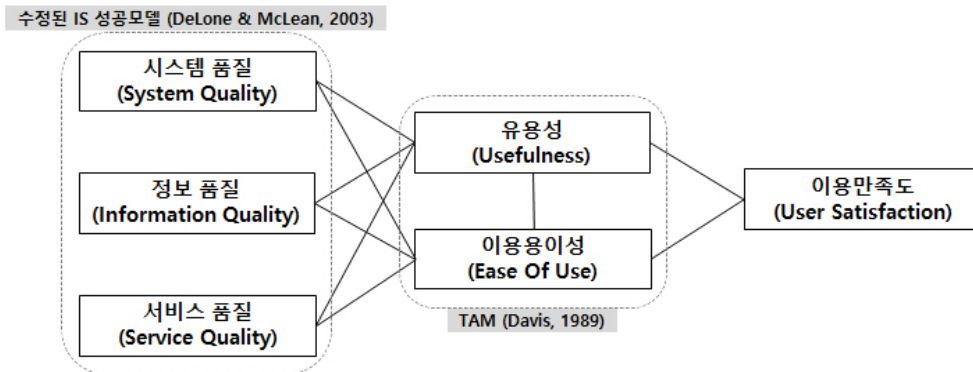 수정된 IS 성공모델 (DeLone & McLean, 2003)
시스템 품질
(System Quality)
정보 품질
(Information Quality)
서비스 품질
(Service Quality)
유용성
(Usefulness)
이용용이성
(Ease Of Use)
TAM (Davis, 1989)
이용만족도
(User Satisfaction)